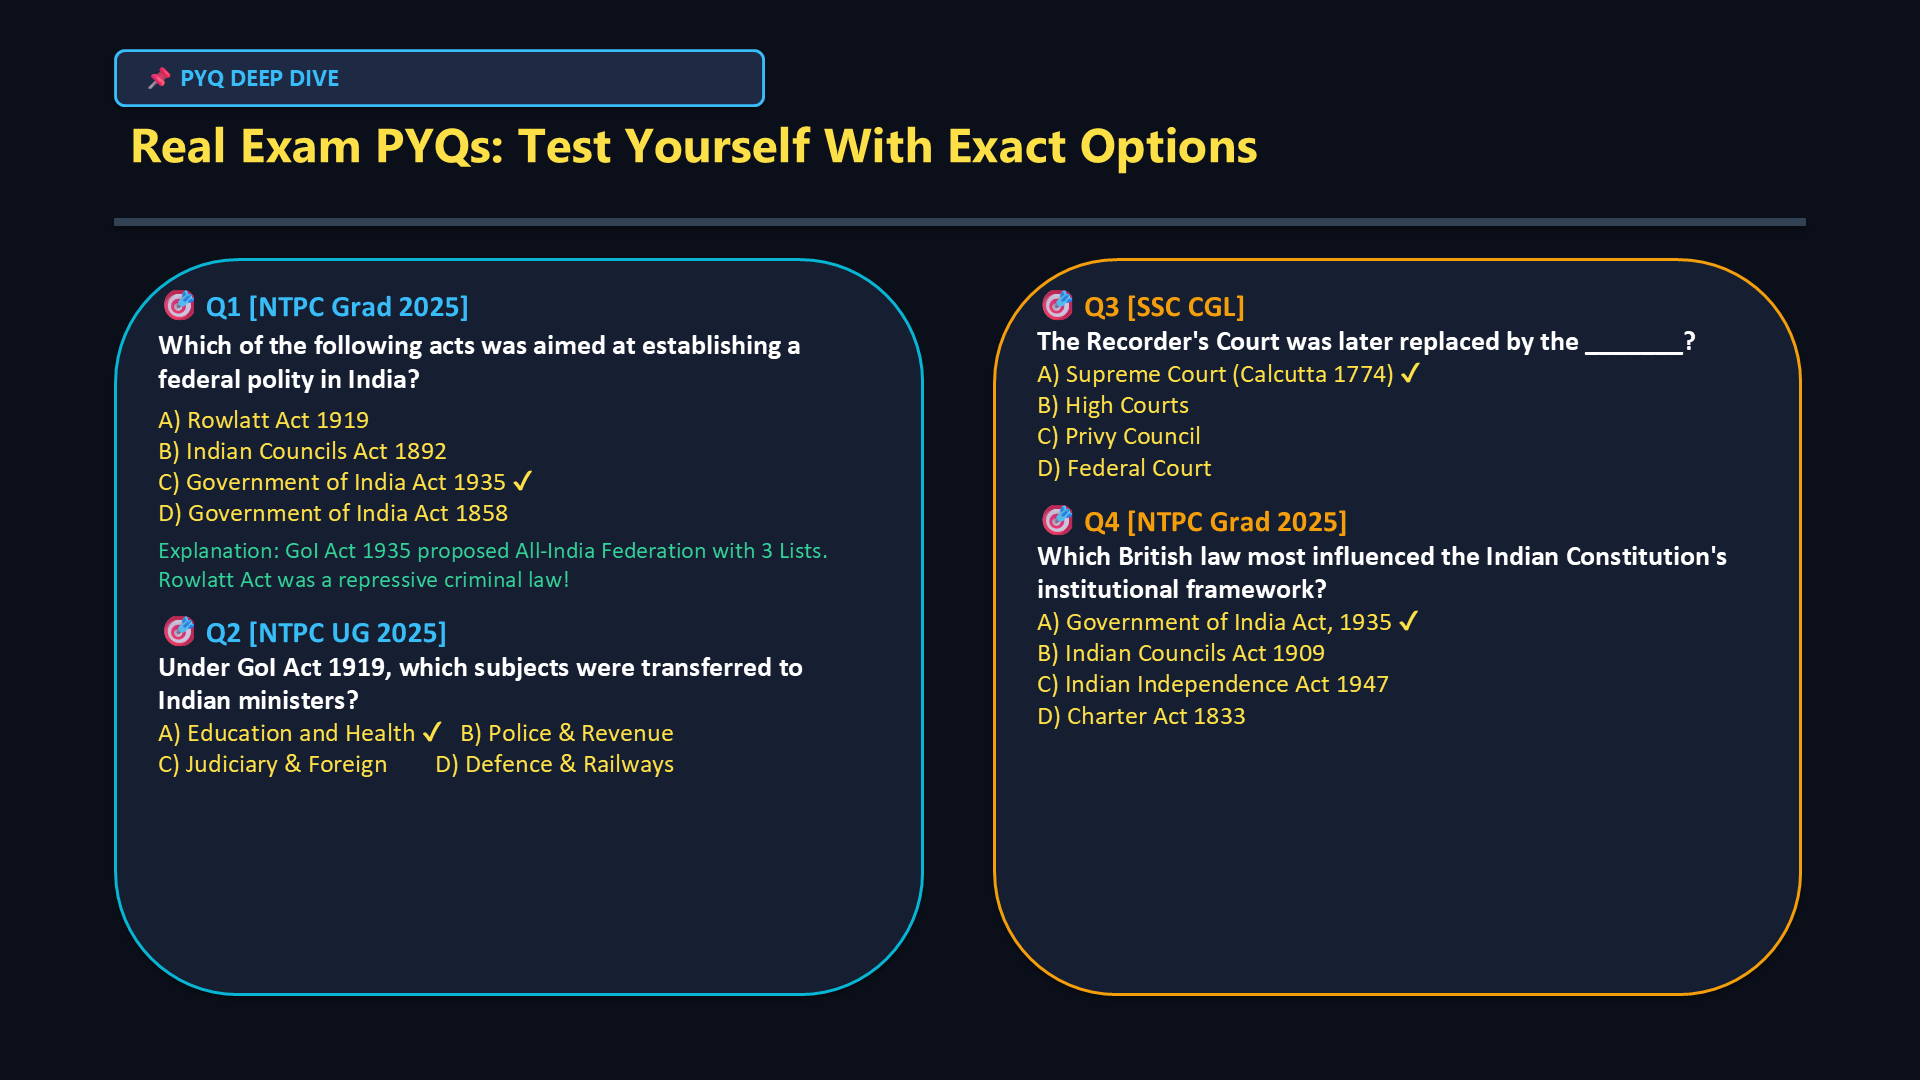 📌 PYQ DEEP DIVE
Real Exam PYQs: Test Yourself With Exact Options
🎯 Q1 [NTPC Grad 2025]
Which of the following acts was aimed at establishing a
federal polity in India?
A) Rowlatt Act 1919
B) Indian Councils Act 1892
C) Government of India Act 1935 ✓
D) Government of India Act 1858
Explanation: GoI Act 1935 proposed All-India Federation with 3 Lists.
Rowlatt Act was a repressive criminal law!
🎯 Q2 [NTPC UG 2025]
Under GoI Act 1919, which subjects were transferred to
Indian ministers?
A) Education and Health ✓ B) Police & Revenue
C) Judiciary & Foreign D) Defence & Railways
🎯 Q3 [SSC CGL]
The Recorder's Court was later replaced by the _______?
A) Supreme Court (Calcutta 1774) ✓
B) High Courts
C) Privy Council
D) Federal Court
🎯 Q4 [NTPC Grad 2025]
Which British law most influenced the Indian Constitution's
institutional framework?
A) Government of India Act, 1935 ✓
B) Indian Councils Act 1909
C) Indian Independence Act 1947
D) Charter Act 1833